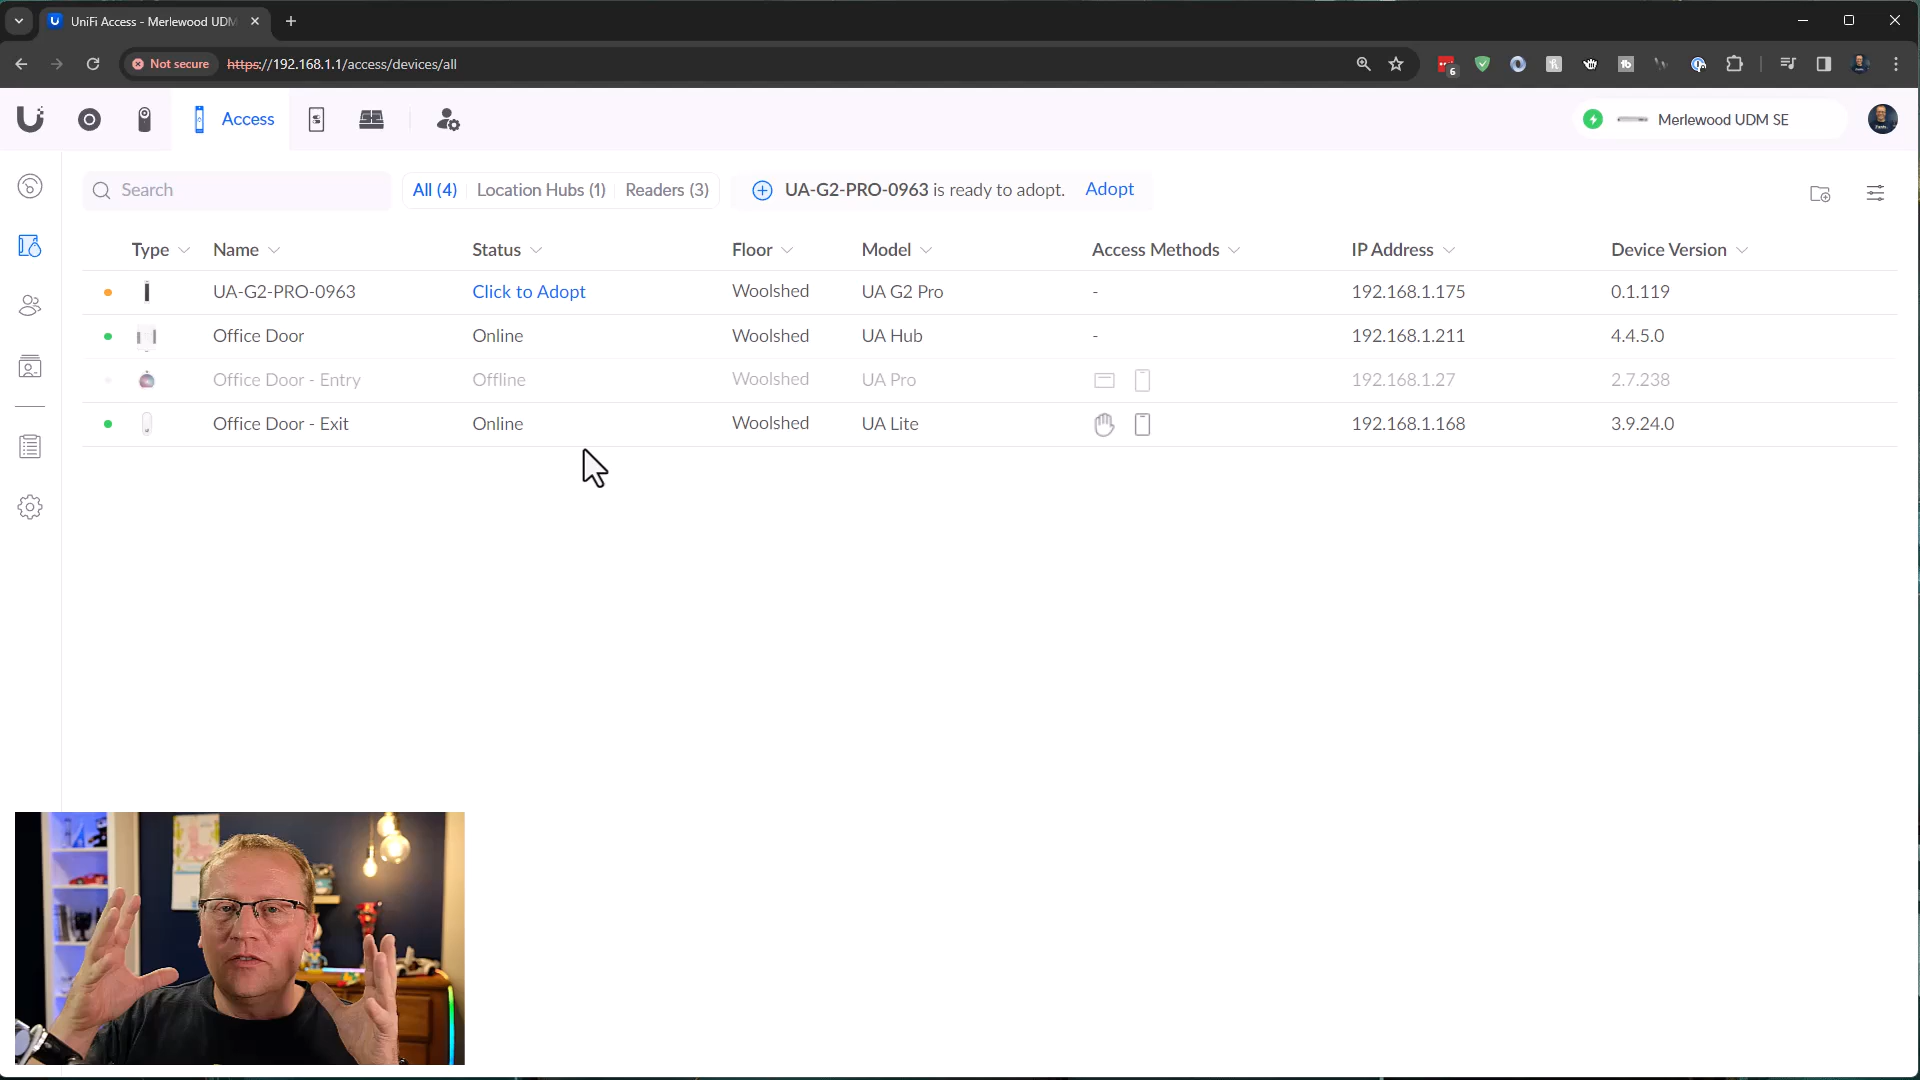 UniFi Access - Merlewood UDM
Not secure
https://192.168.1.1/access/devices/all
6
Access
Merlewood UDM SE
Search
All (4)
Location Hubs (1)
Readers (3)
UA-G2-PRO-0963 is ready to adopt.
Adopt
Type
Name
Status
Floor
Model
Access Methods
IP Address
Device Version
UA-G2-PRO-0963
Click to Adopt
Woolshed
UA G2 Pro
-
192.168.1.175
0.1.119
Office Door
Online
Woolshed
UA Hub
-
192.168.1.211
4.4.5.0
Office Door - Entry
Offline
Woolshed
UA Pro
192.168.1.27
2.7.238
Office Door - Exit
Online
Woolshed
UA Lite
192.168.1.168
3.9.24.0